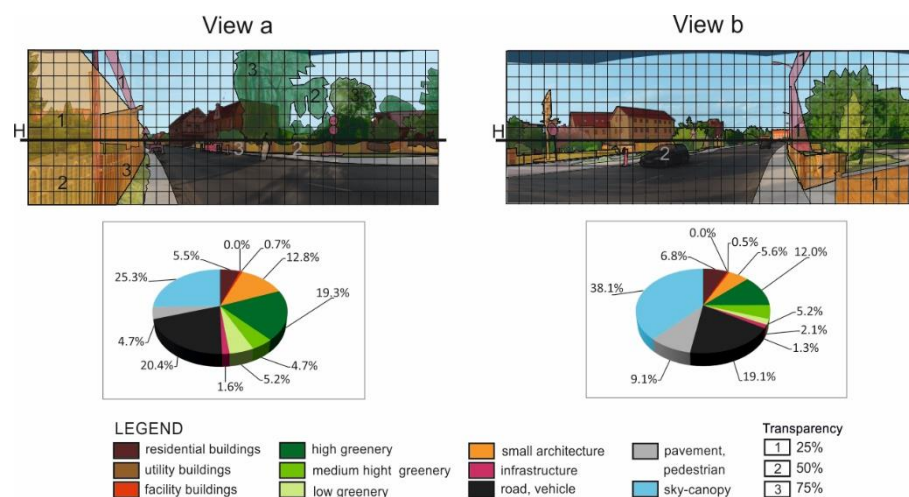 View a
View b
1
3
2
H
1
3
2
2
3
1
H
2
1
1
0.0%
0.7%
5.5%
12.8%
25.3%
19.3%
4.7%
20.4%
4.7%
5.2%
1.6%
0.0%
0.5%
6.8%
5.6%
12.0%
38.1%
5.2%
2.1%
1.3%
9.1%
19.1%
LEGEND
Transparency
residential buildings
high greenery
small architecture
pavement,
pedestrian
1 25%
utility buildings
medium hight greenery
infrastructure
2 50%
facility buildings
low greenery
road, vehicle
sky-canopy
3 75%